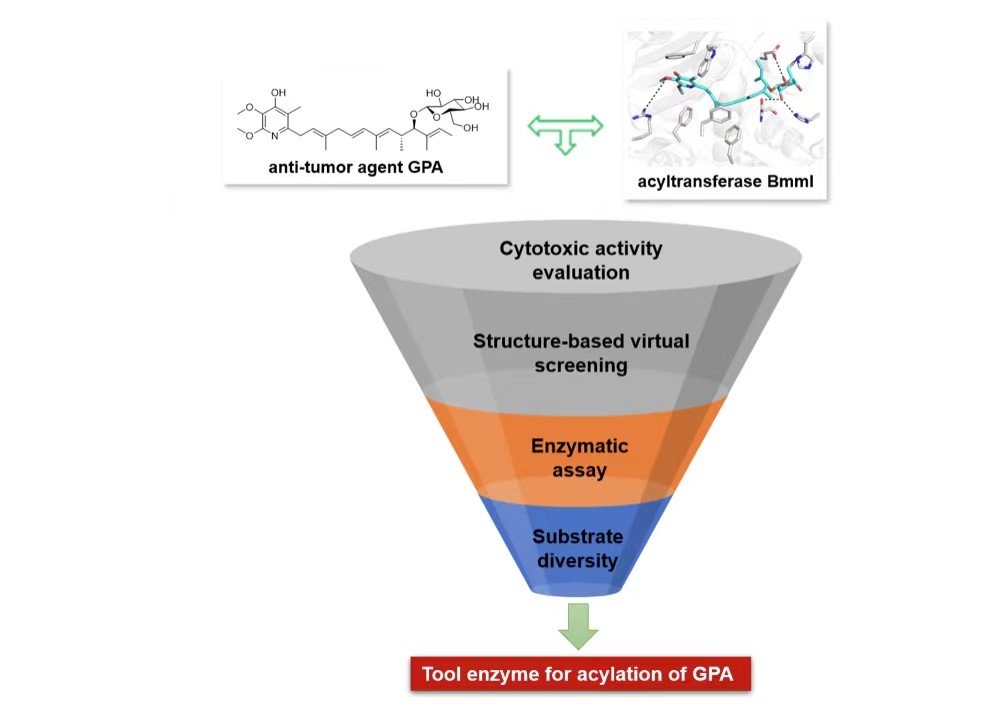 OH
O
O
N
O
OH
O
OH
OH
OH
anti-tumor agent GPA
acyltransferase BmmI
Cytotoxic activity
evaluation
Structure-based virtual
screening
Enzymatic
assay
Substrate
diversity
Tool enzyme for acylation of GPA